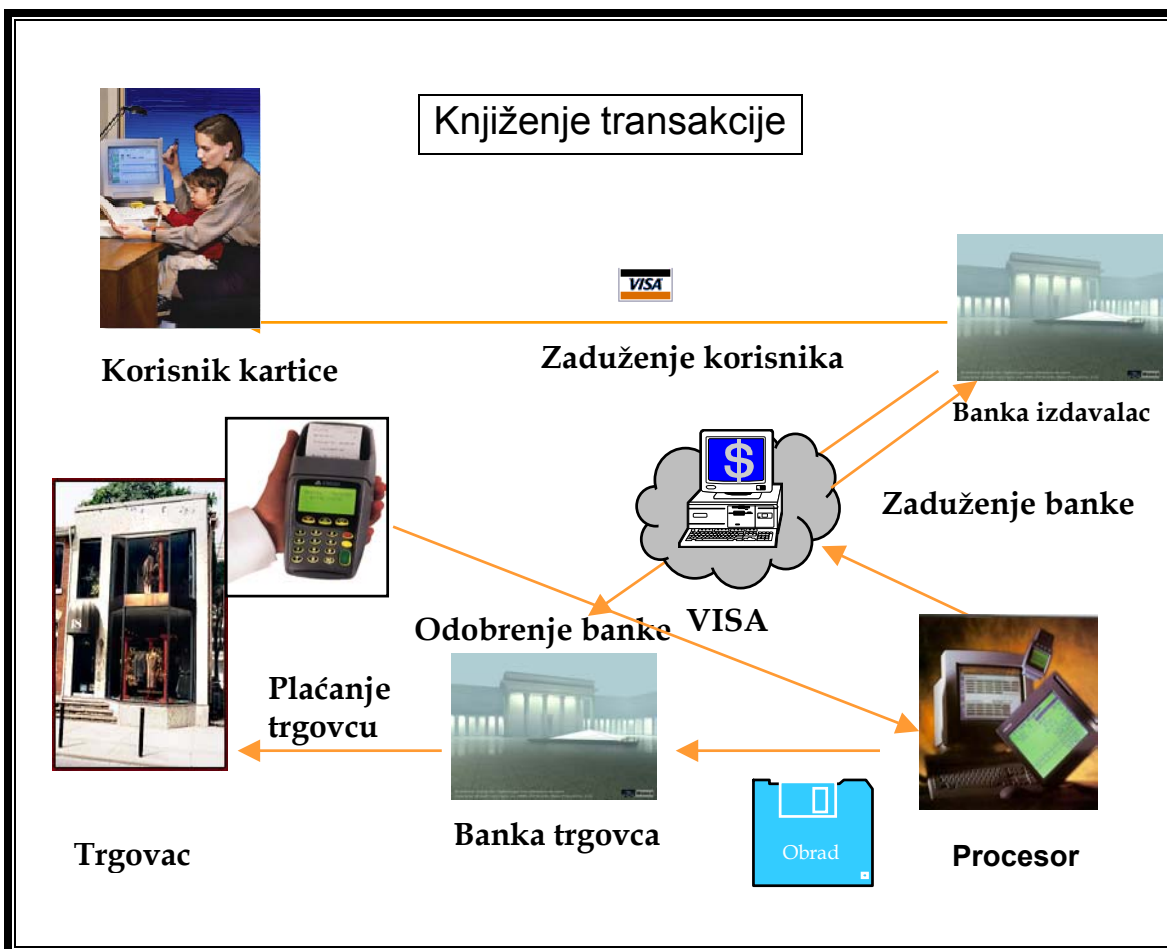 Knjiženje transakcije
VISA
Zaduženje korisnika
Korisnik kartice
Banka izdavalac
$
Zaduženje banke
VISA
Odobrenje banke
Plaćanje
trgovcu
Banka trgovca
Obrad
Procesor
Trgovac